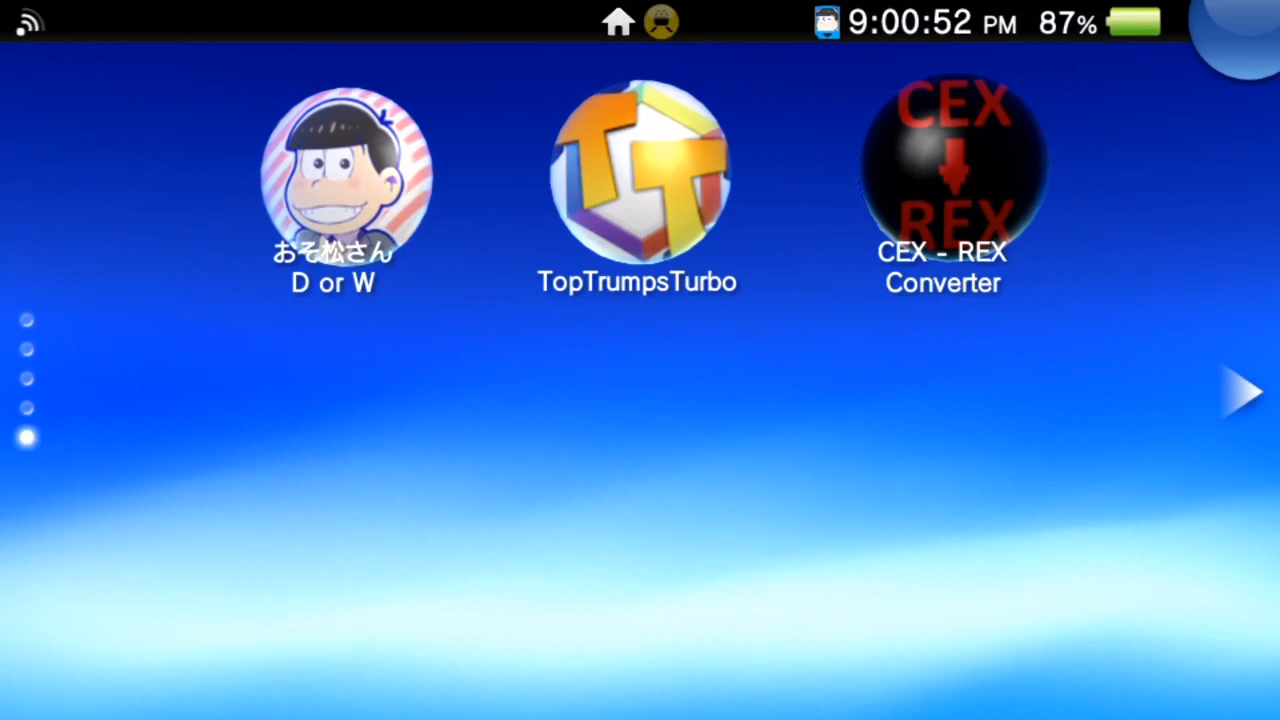 9:00:52 PM 87%
CEX
REX
T T
おそ松さん
D or W
TopTrumpsTurbo
CEX - REX
Converter